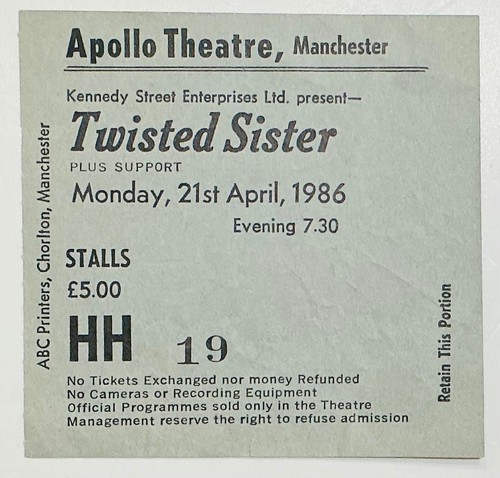 Apollo Theatre, Manchester
Kennedy Street Enterprises Ltd. present—
Twisted Sister
PLUS SUPPORT
Monday, 21st April, 1986
Evening 7.30
STALLS
£5.00
HH 19
No Tickets Exchanged nor money Refunded
No Cameras or Recording Equipment
Official Programmes sold only in the Theatre
Management reserve the right to refuse admission
ABC Printers, Chorlton, Manchester
Retain This Portion